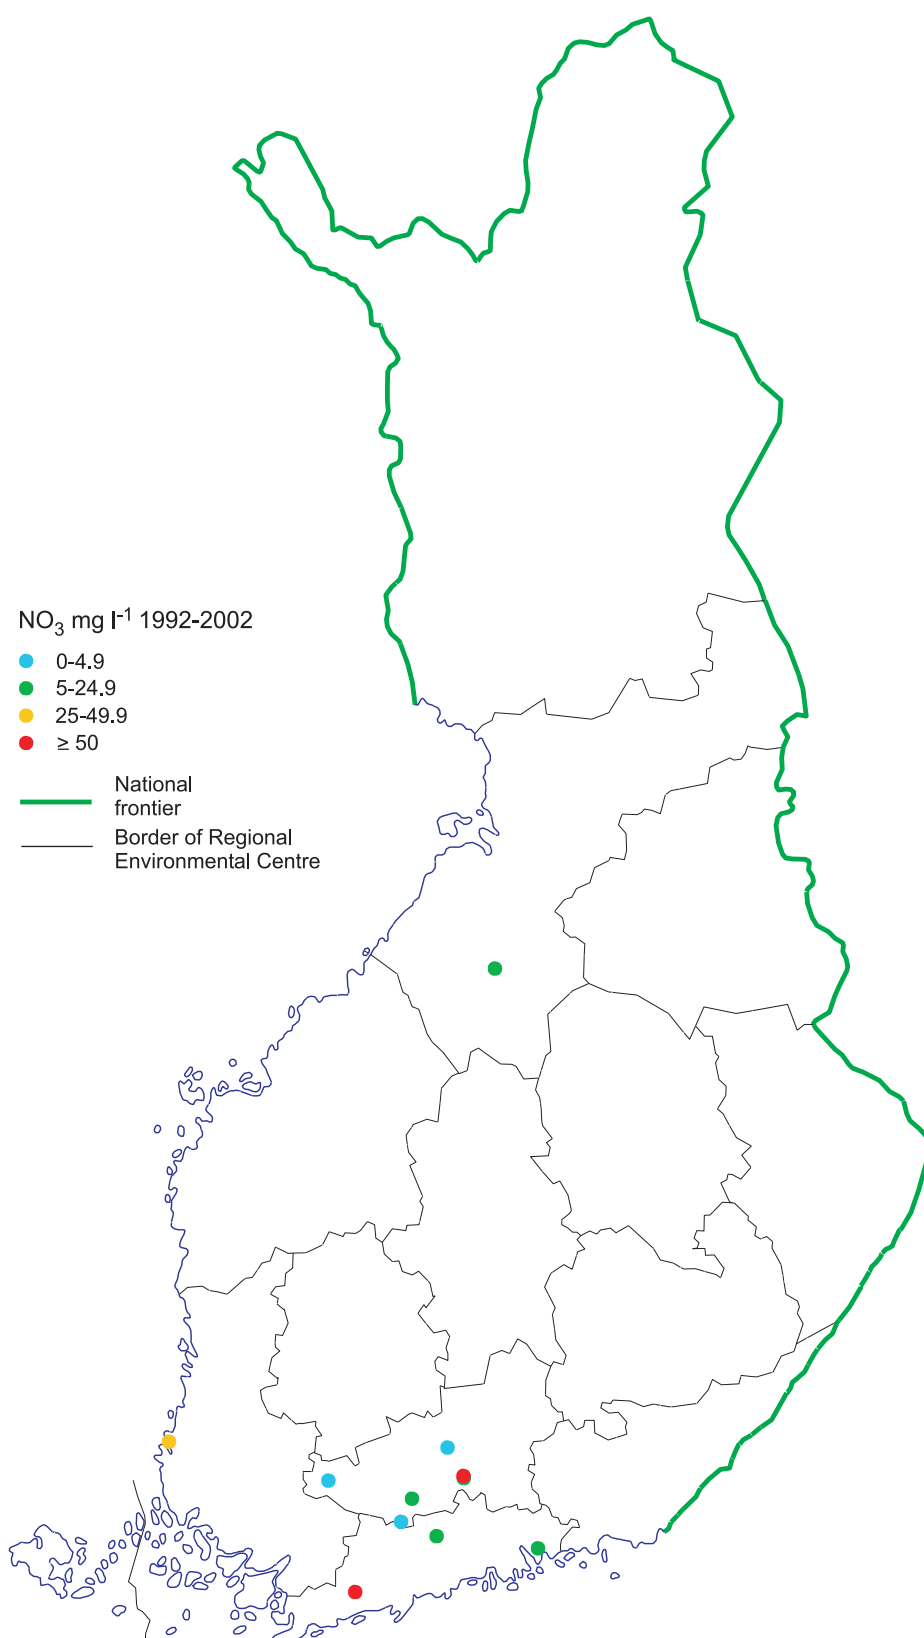 NO₃ mg l⁻¹ 1992-2002
0-4.9
5-24.9
25-49.9
≥ 50
National
frontier
Border of Regional
Environmental Centre